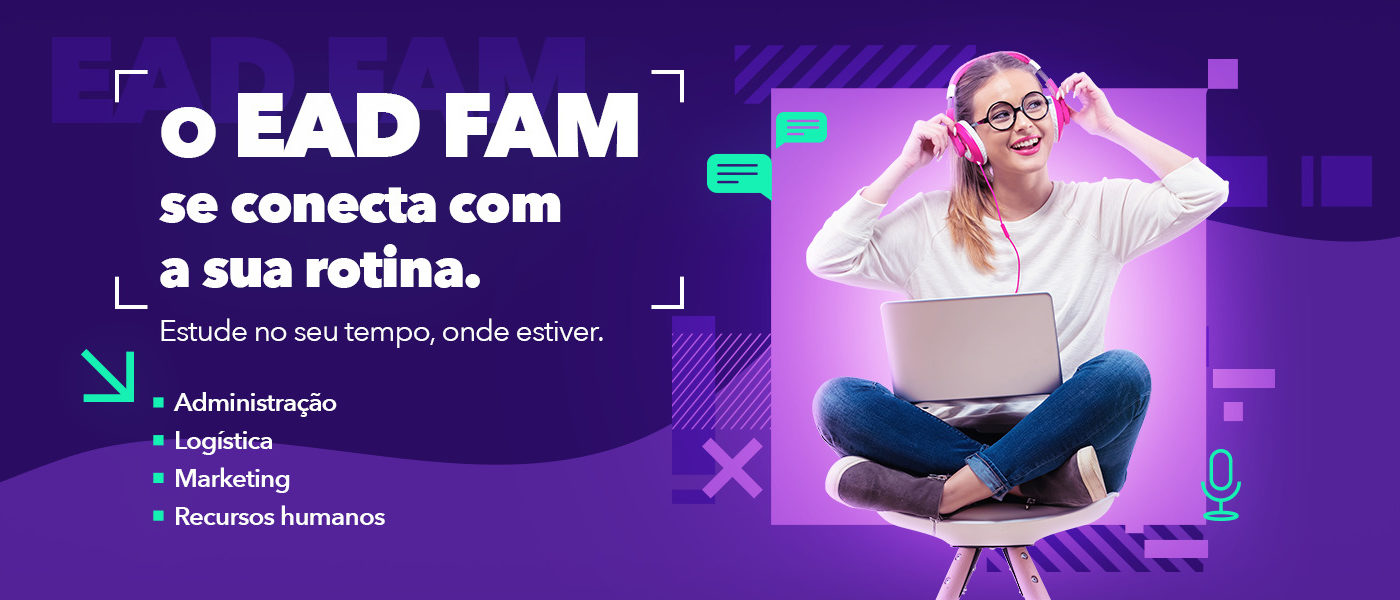 EAD FAM
o EAD FAM
se conecta com
a sua rotina.
Estude no seu tempo, onde estiver.
Administração
Logística
Marketing
Recursos humanos